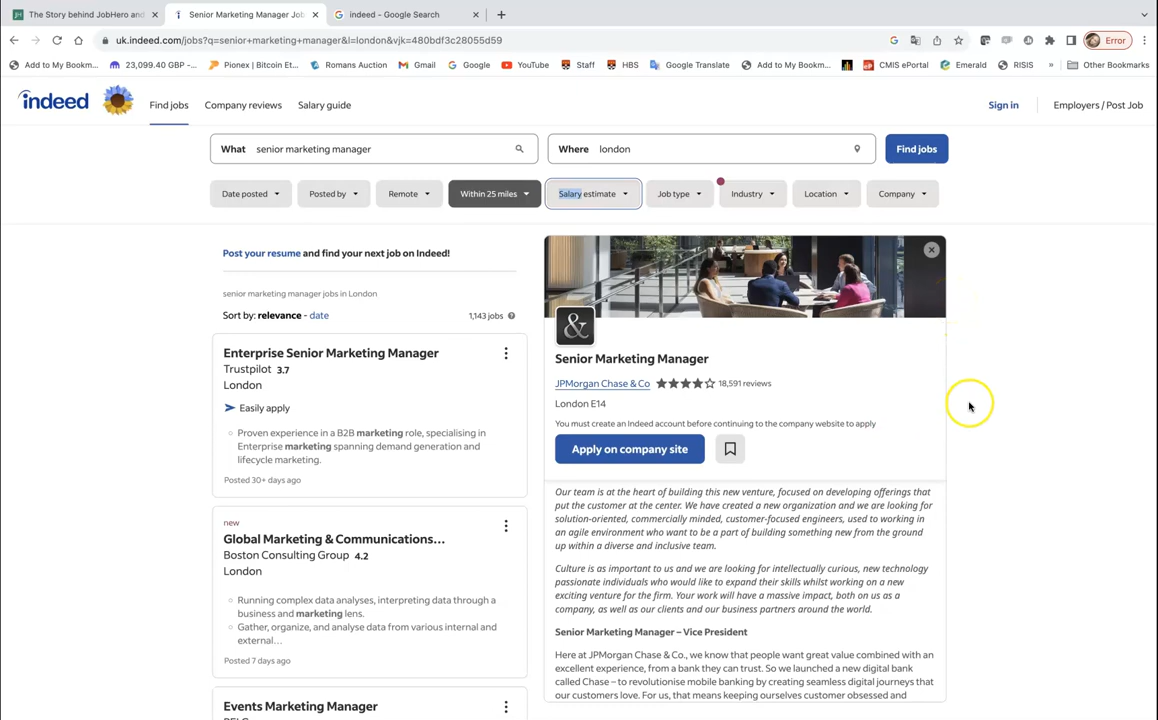 The Story behind JobHero and
Senior Marketing Manager Job
indeed - Google Search
uk.indeed.com/jobs?q=senior+marketing+manager&l=london&vjk=480bdf3c28055d59
Error
Add to My Bookm...
23,099.40 GBP -...
Pionex | Bitcoin Et...
Romans Auction
Gmail
Google
YouTube
Staff
HBS
Google Translate
Add to My Bookm...
CMIS ePortal
Emerald
RISIS
»
Other Bookmarks
indeed
Find jobs
Company reviews
Salary guide
Sign in
Employers / Post Job
What senior marketing manager
Where london
Find jobs
Date posted
Posted by
Remote
Within 25 miles
Salary estimate
Job type
Industry
Location
Company
Post your resume and find your next job on Indeed!
senior marketing manager jobs in London
Sort by: relevance - date
1,143 jobs
Enterprise Senior Marketing Manager
Trustpilot 3.7
London
Easily apply
Proven experience in a B2B marketing role, specialising in
Enterprise marketing spanning demand generation and
lifecycle marketing.
Posted 30+ days ago
new
Global Marketing & Communications...
Boston Consulting Group 4.2
London
Running complex data analyses, interpreting data through a
business and marketing lens.
Gather, organize, and analyse data from various internal and
external...
Posted 7 days ago
Events Marketing Manager
&
Senior Marketing Manager
JPMorgan Chase & Co 18,591 reviews
London E14
You must create an Indeed account before continuing to the company website to apply
Apply on company site
Our team is at the heart of building this new venture, focused on developing offerings that
put the customer at the center. We have created a new organization and we are looking for
solution-oriented, commercially minded, customer-focused engineers, used to working in
an agile environment who want to be a part of building something new from the ground
up within a diverse and inclusive team.
Culture is as important to us and we are looking for intellectually curious, new technology
passionate individuals who would like to expand their skills whilst working on a new
exciting venture for the firm. Your work will have a massive impact, both on us as a
company, as well as our clients and our business partners around the world.
Senior Marketing Manager – Vice President
Here at JPMorgan Chase & Co., we know that people want great value combined with an
excellent experience, from a bank they can trust. So we launched a new digital bank
called Chase – to revolutionise mobile banking by creating seamless digital journeys that
our customers love. For us, that means keeping ourselves customer obsessed and